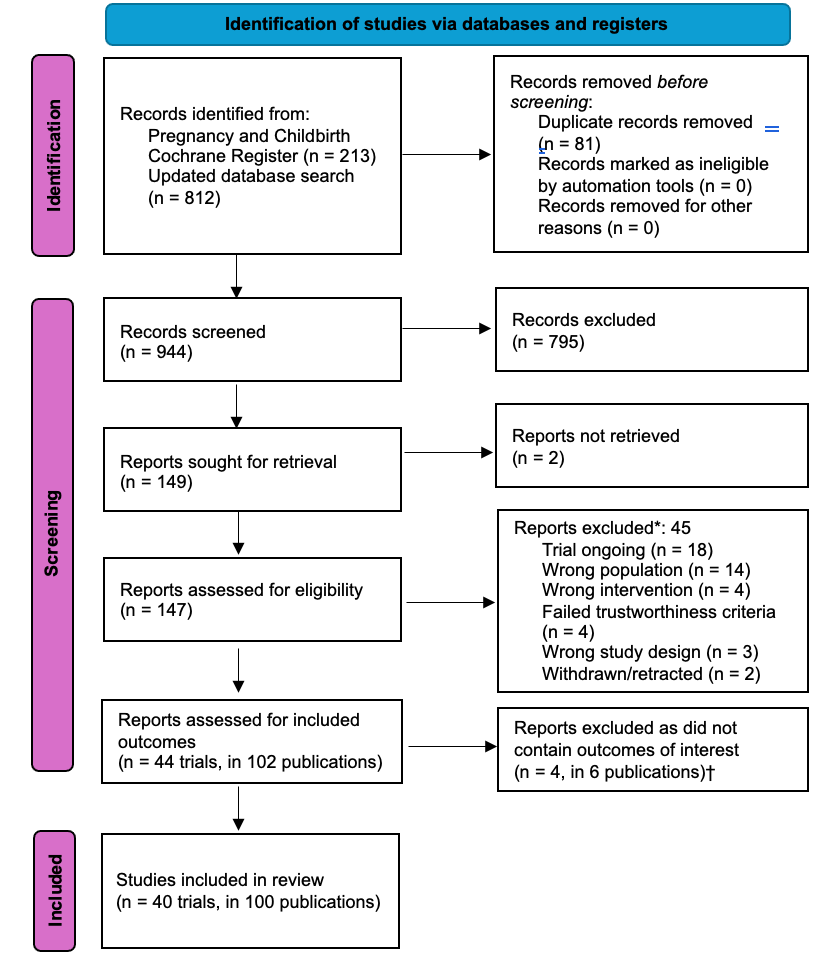 Identification of studies via databases and registers
Identification
Records identified from:
Pregnancy and Childbirth
Cochrane Register (n = 213)
Updated database search
(n = 812)
Records removed before
screening:
Duplicate records removed
(n = 81)
Records marked as ineligible
by automation tools (n = 0)
Records removed for other
reasons (n = 0)
Screening
Records screened
(n = 944)
Records excluded
(n = 795)
Reports sought for retrieval
(n = 149)
Reports not retrieved
(n = 2)
Reports assessed for eligibility
(n = 147)
Reports excluded*: 45
Trial ongoing (n = 18)
Wrong population (n = 14)
Wrong intervention (n = 4)
Failed trustworthiness criteria
(n = 4)
Wrong study design (n = 3)
Withdrawn/retracted (n = 2)
Reports assessed for included
outcomes
(n = 44 trials, in 102 publications)
Reports excluded as did not
contain outcomes of interest
(n = 4, in 6 publications)†
Included
Studies included in review
(n = 40 trials, in 100 publications)